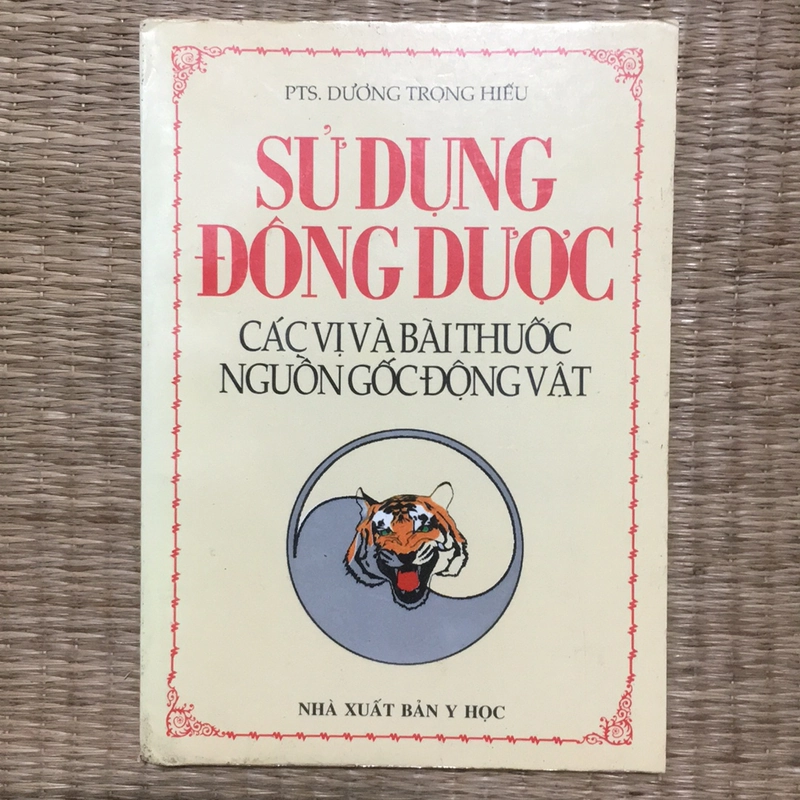 PTS. DƯƠNG TRỌNG HIẾU
SỬ DỤNG
ĐÔNG DƯỢC
CÁC VỊ VÀ BÀI THUỐC
NGUỒN GỐC ĐỘNG VẬT
NHÀ XUẤT BẢN Y HỌC